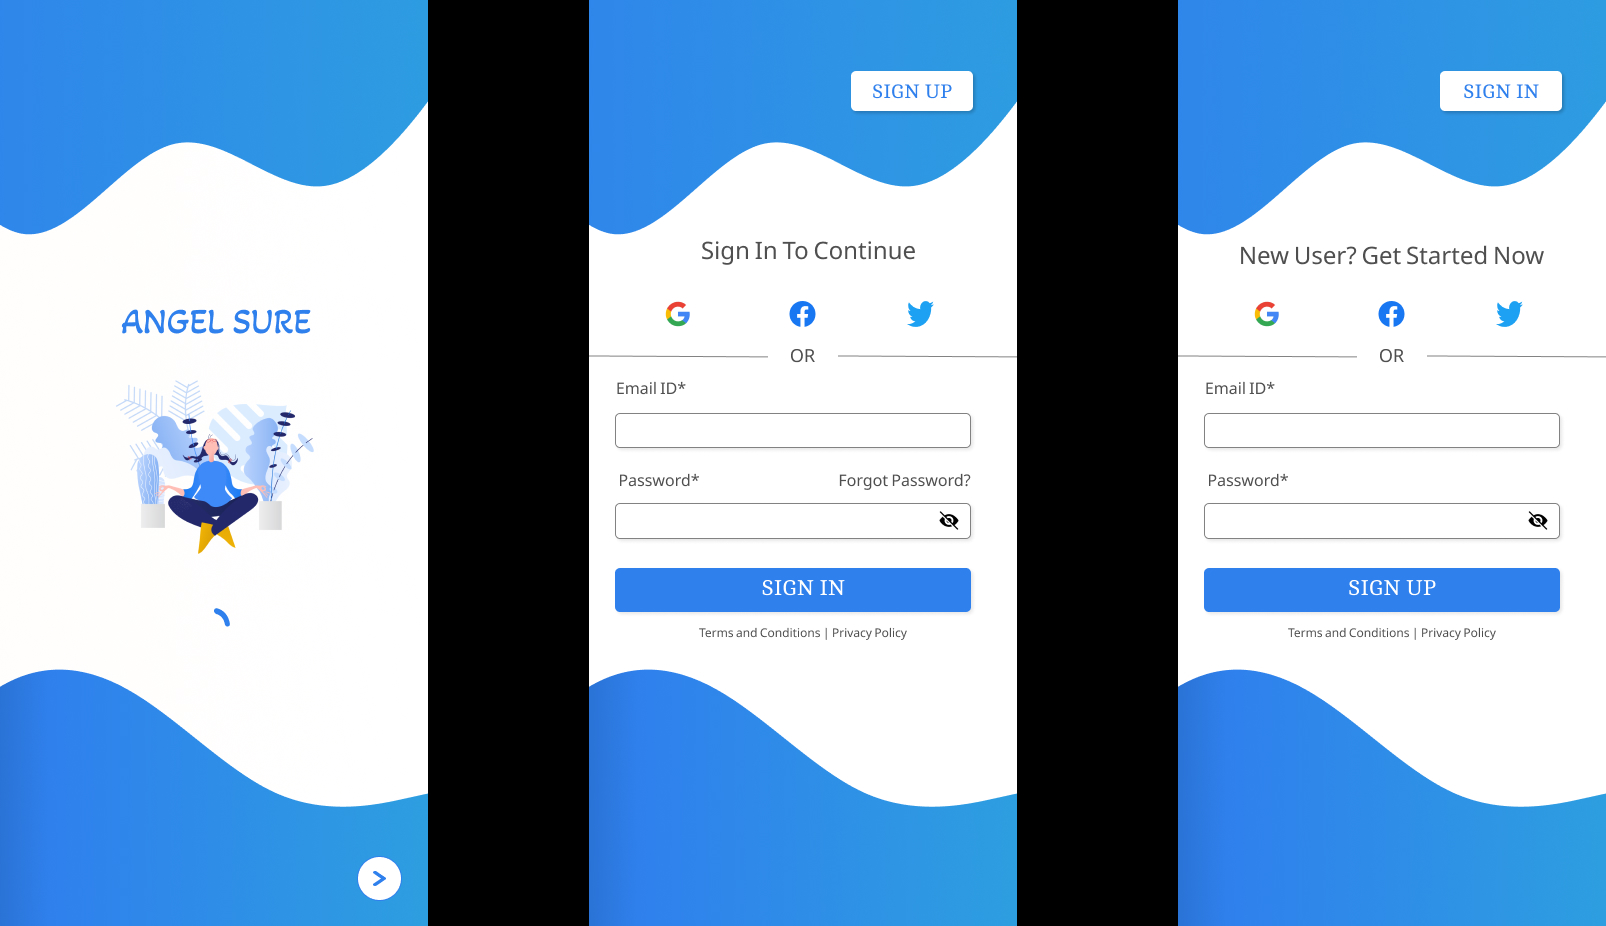 ANGEL SURE
SIGN UP
Sign In To Continue
OR
Email ID*
Password* Forgot Password?
SIGN IN
Terms and Conditions | Privacy Policy
SIGN IN
New User? Get Started Now
OR
Email ID*
Password*
SIGN UP
Terms and Conditions | Privacy Policy